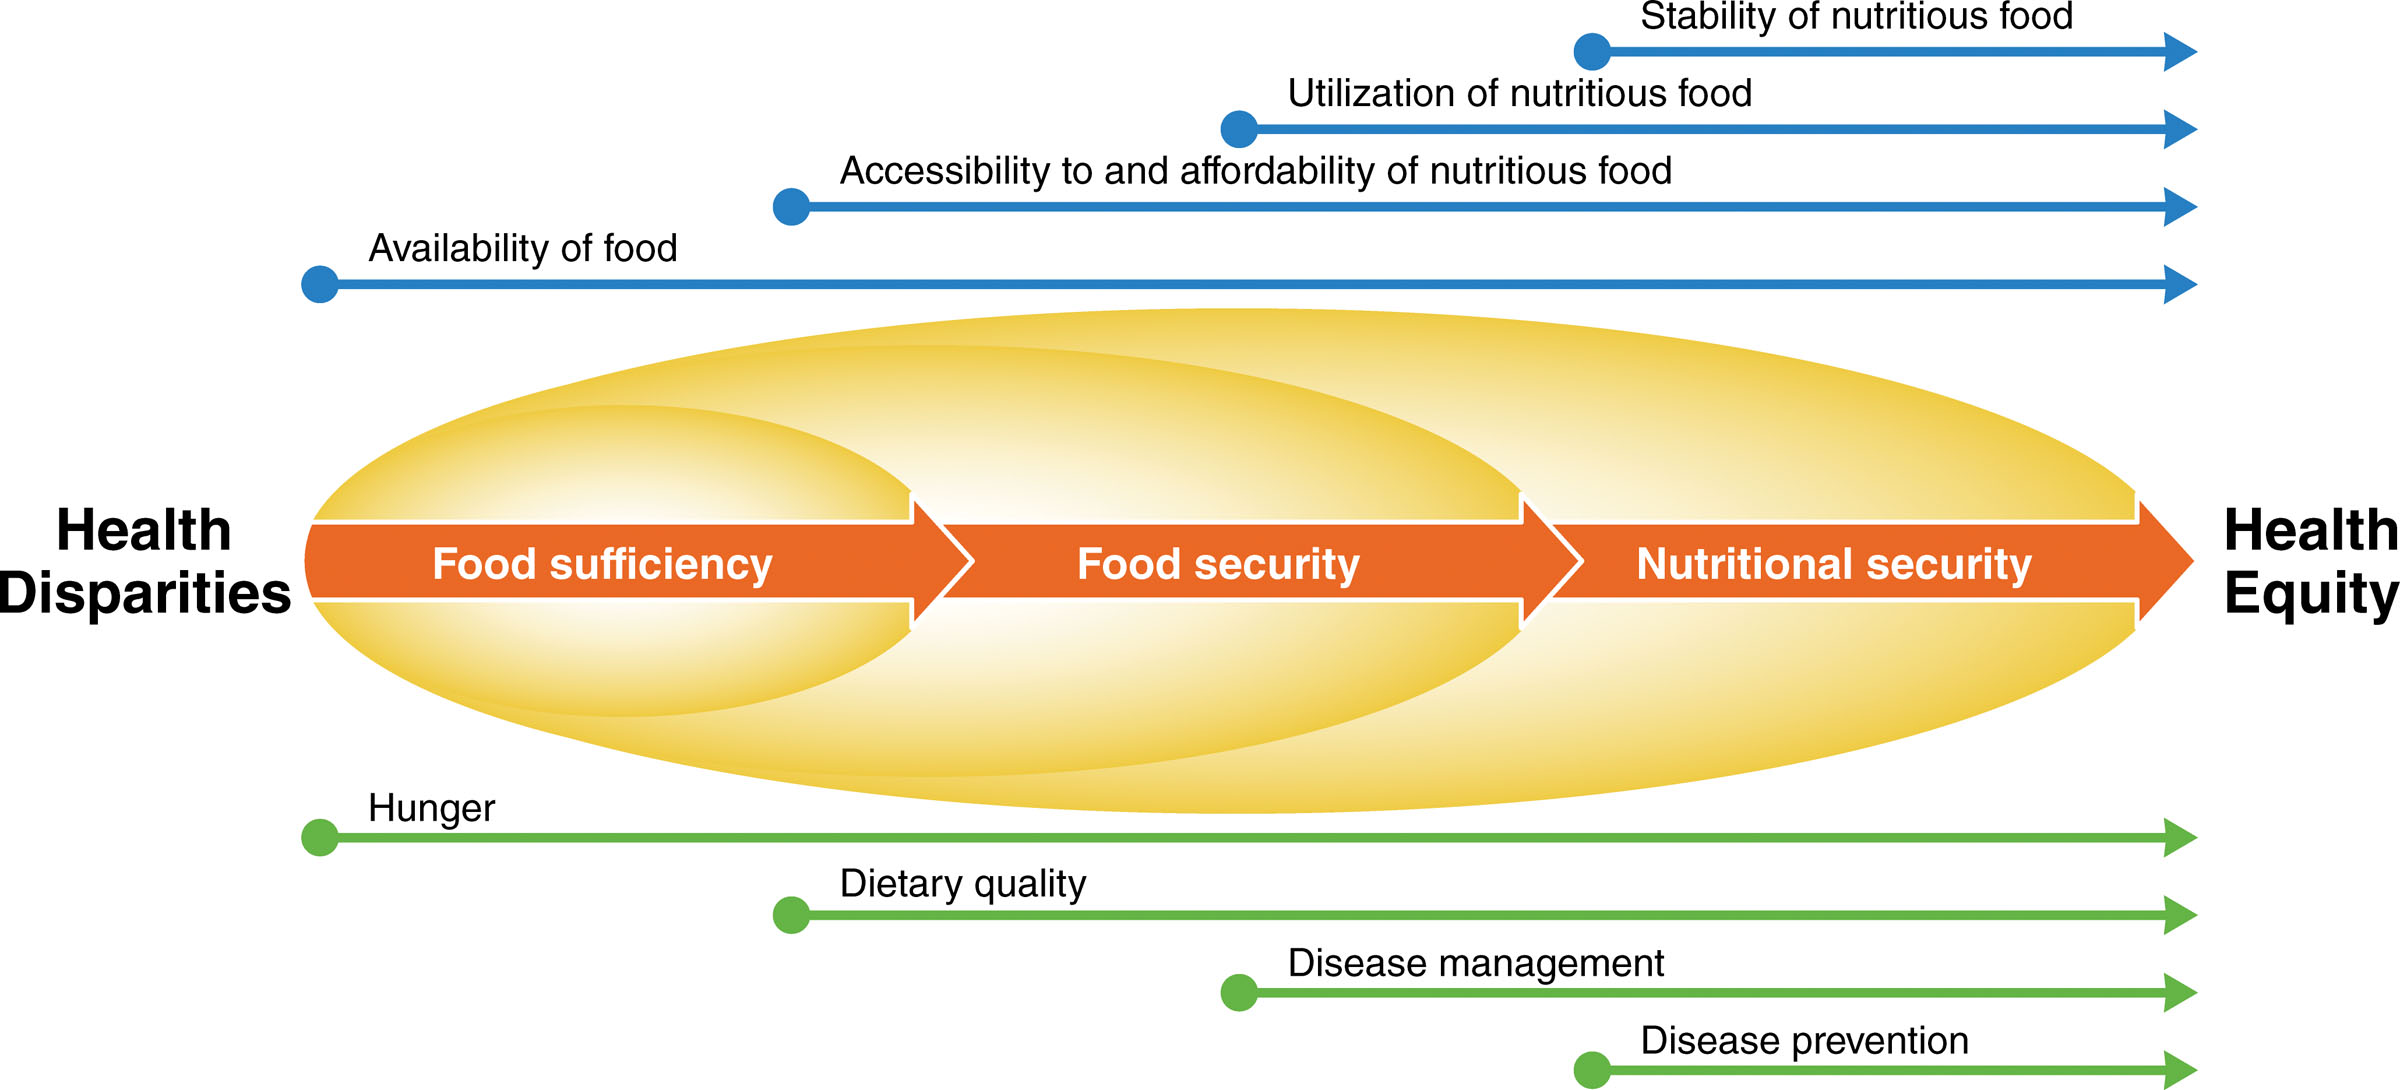 Stability of nutritious food
Utilization of nutritious food
Accessibility to and affordability of nutritious food
Availability of food
Health
Disparities
Food sufficiency
Food security
Nutritional security
Health
Equity
Hunger
Dietary quality
Disease management
Disease prevention